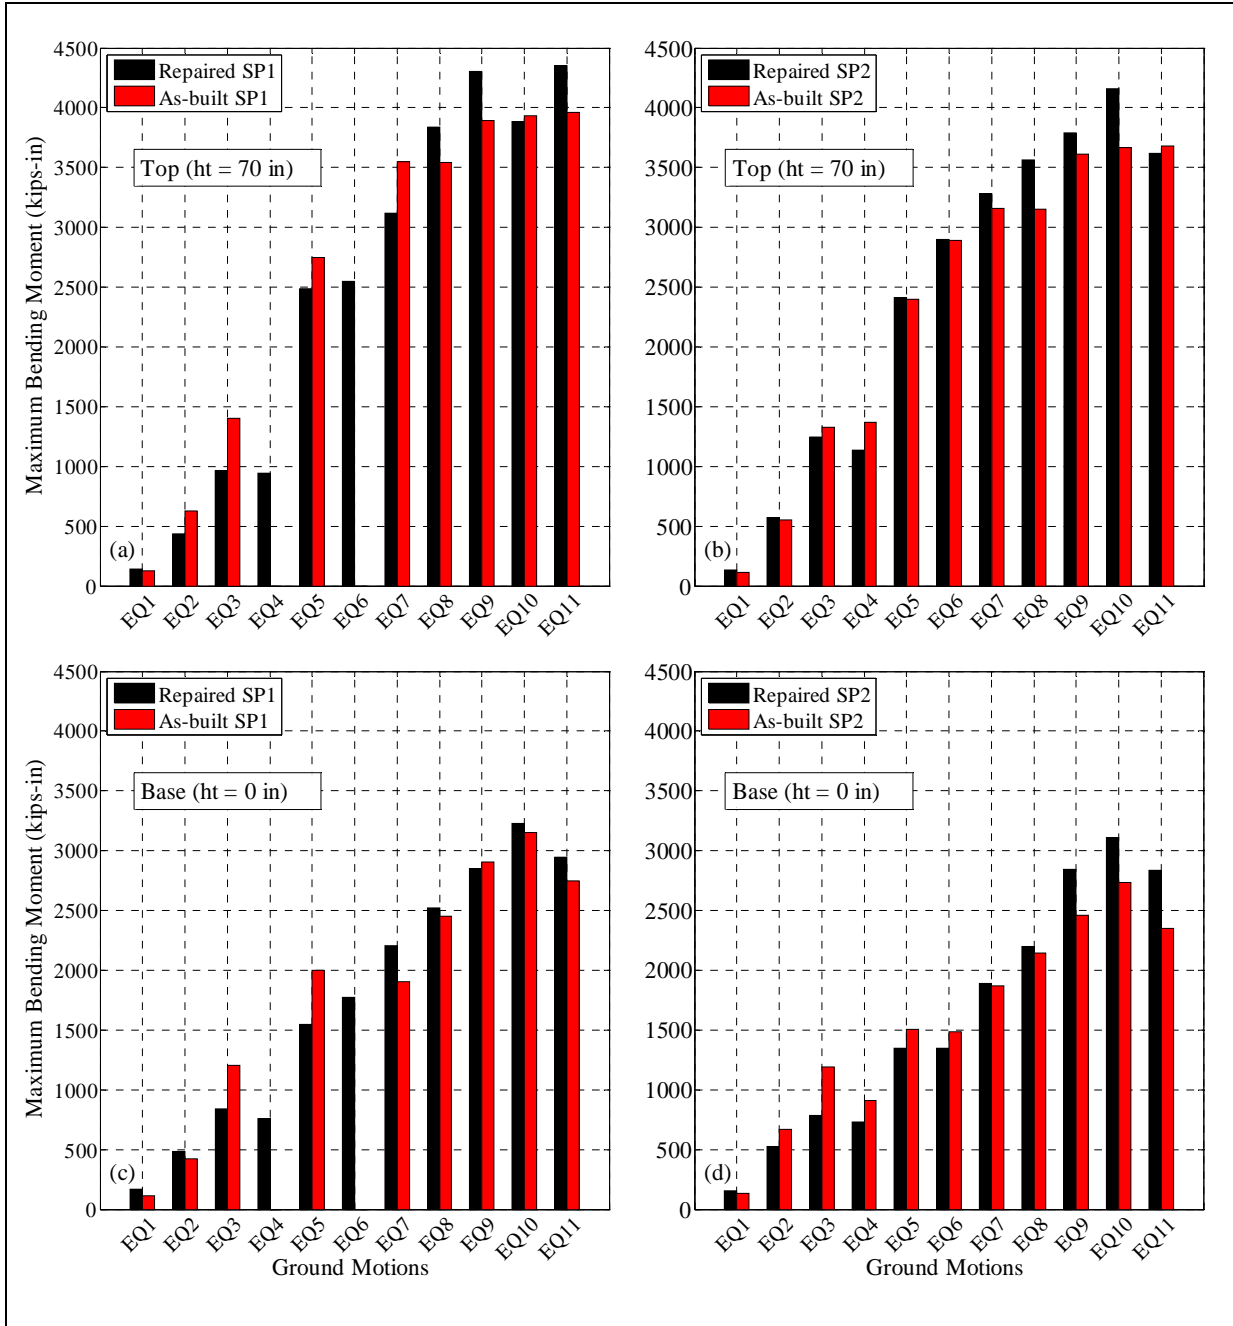 Maximum Bending Moment (kips-in)
4500
4000
3500
3000
2500
2000
1500
1000
500
0
Repaired SP1
As-built SP1
Top (ht = 70 in)
(a)
EQ1
EQ2
EQ3
EQ4
EQ5
EQ6
EQ7
EQ8
EQ9
EQ10
EQ11
4500
4000
3500
3000
2500
2000
1500
1000
500
0
Repaired SP2
As-built SP2
Top (ht = 70 in)
(b)
EQ1
EQ2
EQ3
EQ4
EQ5
EQ6
EQ7
EQ8
EQ9
EQ10
EQ11
Maximum Bending Moment (kips-in)
4500
4000
3500
3000
2500
2000
1500
1000
500
0
Repaired SP1
As-built SP1
Base (ht = 0 in)
(c)
EQ1
EQ2
EQ3
EQ4
EQ5
EQ6
EQ7
EQ8
EQ9
EQ10
EQ11
Ground Motions
4500
4000
3500
3000
2500
2000
1500
1000
500
0
Repaired SP2
As-built SP2
Base (ht = 0 in)
(d)
EQ1
EQ2
EQ3
EQ4
EQ5
EQ6
EQ7
EQ8
EQ9
EQ10
EQ11
Ground Motions